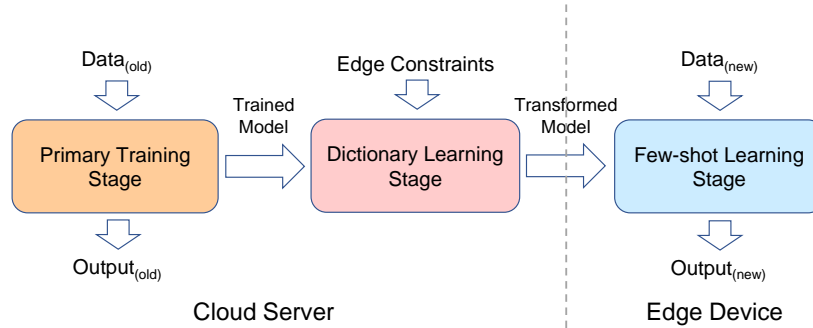 Data(old)
Edge Constraints
Data(new)
Trained
Model
Transformed
Model
Primary Training
Stage
Dictionary Learning
Stage
Few-shot Learning
Stage
Output(old)
Output(new)
Cloud Server
Edge Device